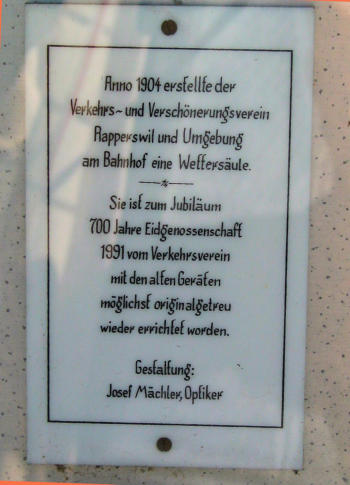 Anno 1904 erstellte der
Verkehrs- und Verschönerungsverein
Rapperswil und Umgebung
am Bahnhof eine Wettersäule.
Sie ist zum Jubiläum
700 Jahre Eidgenossenschaft
1991 vom Verkehrsverein
mit den alten Geräten
möglichst originalgetreu
wieder errichtet worden.
Gestaltung:
Josef Mächler, Optiker